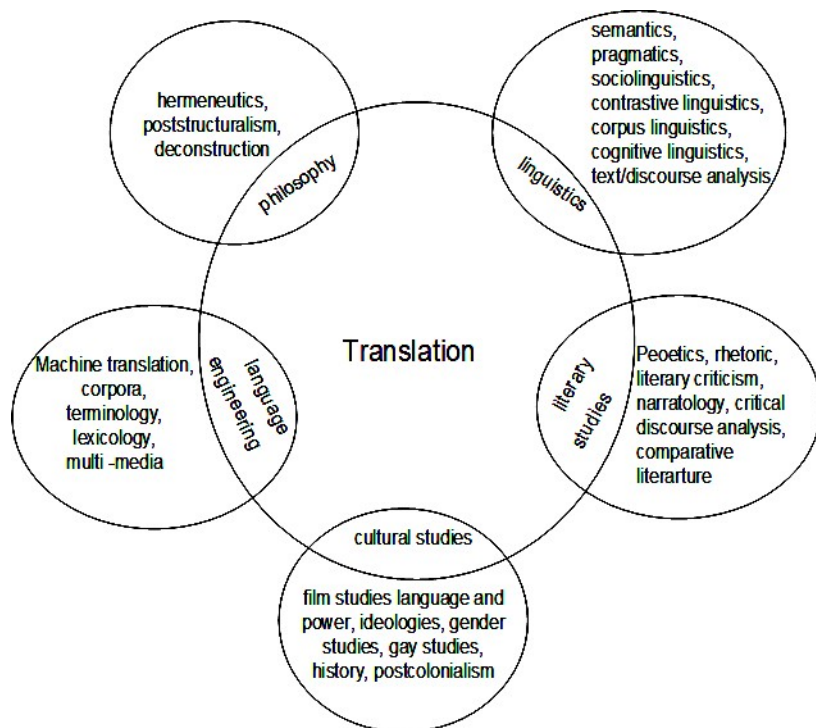 semantics,
pragmatics,
sociolinguistics,
contrastive linguistics,
corpus linguistics,
cognitive linguistics,
text/discourse analysis
linguistics
hermeneutics,
poststructuralism,
deconstruction
philosophy
Translation
Machine translation,
corpora,
terminology,
lexicology,
multi -media
language
engineering
literary
studies
Peoetics, rhetoric,
literary criticism,
narratology, critical
discourse analysis,
comparative
literarture
cultural studies
film studies language and
power, ideologies, gender
studies, gay studies,
history, postcolonialism